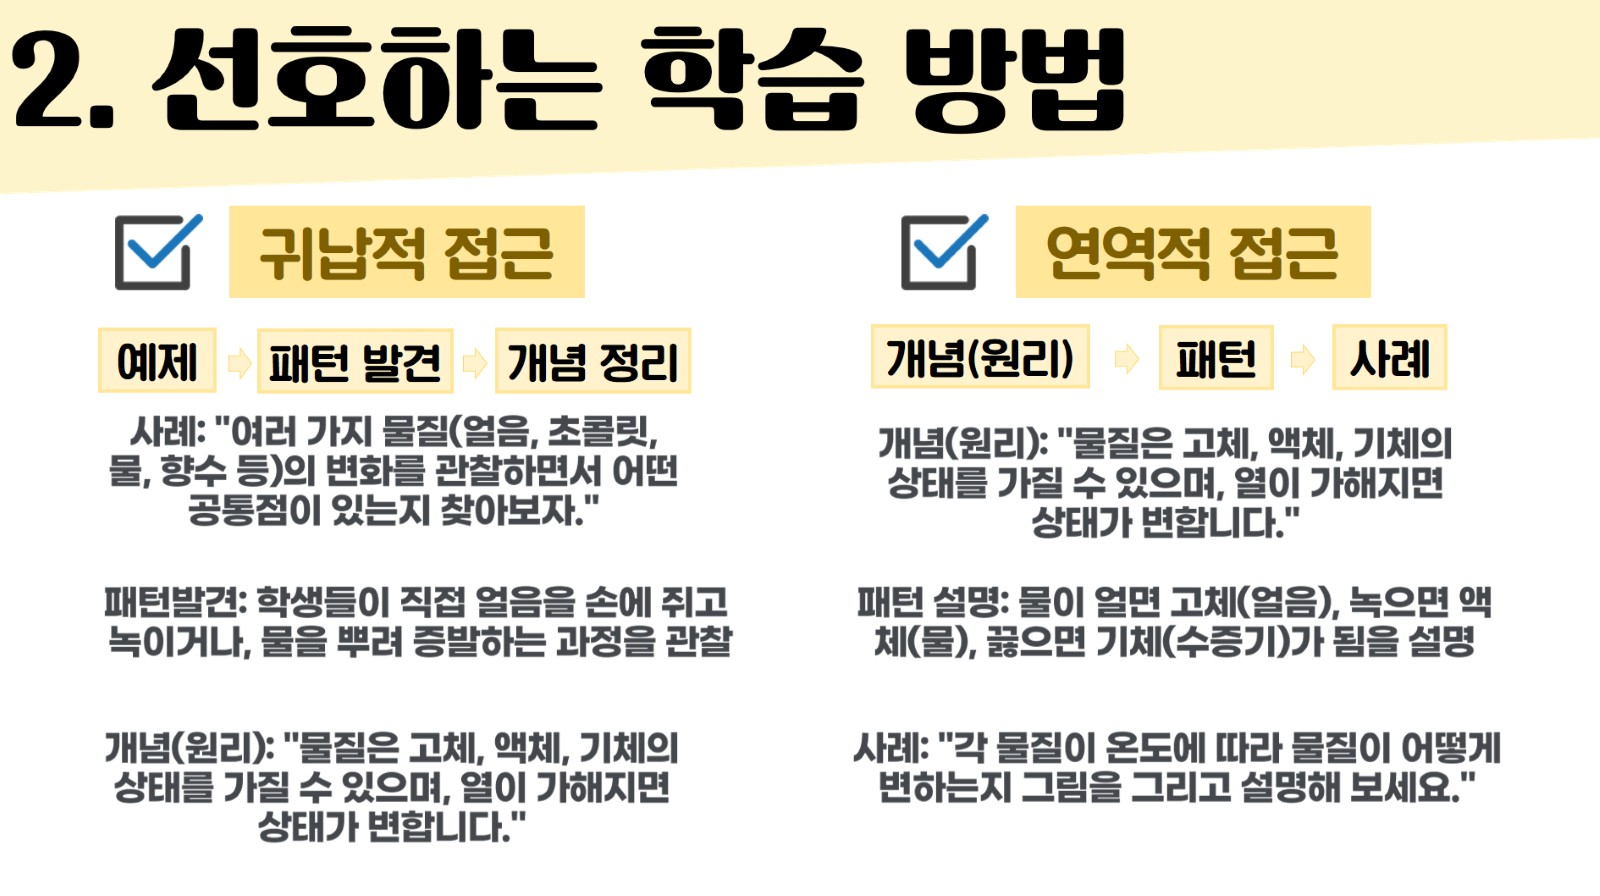 2. 선호하는 학습 방법
귀납적 접근
예제
패턴 발견
개념 정리
사례: "여러 가지 물질(얼음, 초콜릿,
물, 향수 등)의 변화를 관찰하면서 어떤
공통점이 있는지 찾아보자."
패턴발견: 학생들이 직접 얼음을 손에 쥐고
녹이거나, 물을 뿌려 증발하는 과정을 관찰
개념(원리): "물질은 고체, 액체, 기체의
상태를 가질 수 있으며, 열이 가해지면
상태가 변합니다."
연역적 접근
개념(원리)
패턴
사례
개념(원리): "물질은 고체, 액체, 기체의
상태를 가질 수 있으며, 열이 가해지면
상태가 변합니다."
패턴 설명: 물이 얼면 고체(얼음), 녹으면 액
체(물), 끓으면 기체(수증기)가 됨을 설명
사례: "각 물질이 온도에 따라 물질이 어떻게
변하는지 그림을 그리고 설명해 보세요."